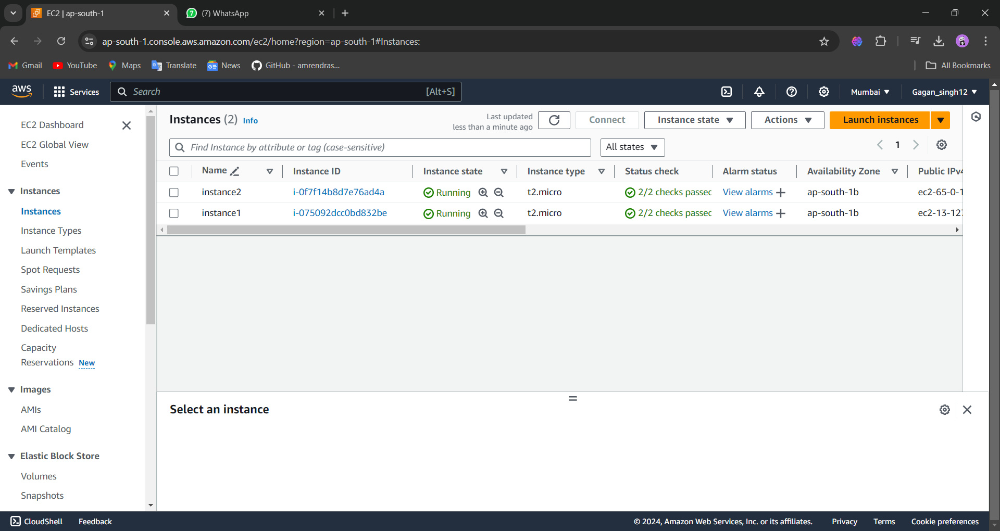 EC2 | ap-south-1
(7) WhatsApp
ap-south-1.console.aws.amazon.com/ec2/home?region=ap-south-1#Instances:
Gmail
YouTube
Maps
Translate
News
GitHub - amrendras...
All Bookmarks
aws
Services
Search
[Alt+S]
Mumbai
Gagan_singh12
EC2 Dashboard
EC2 Global View
Events
Instances
Instances
Instance Types
Launch Templates
Spot Requests
Savings Plans
Reserved Instances
Dedicated Hosts
Capacity
Reservations New
Images
AMIs
AMI Catalog
Elastic Block Store
Volumes
Snapshots
Instances (2) Info
Last updated
less than a minute ago
Connect
Instance state
Actions
Launch instances
Find Instance by attribute or tag (case-sensitive)
All states
1
Name Instance ID Instance state Instance type Status check Alarm status Availability Zone Public IPv4
instance2 i-0f7f14b8d7e76ad4a Running t2.micro 2/2 checks passec View alarms ap-south-1b ec2-65-0-1
instance1 i-075092dcc0bd832be Running t2.micro 2/2 checks passec View alarms ap-south-1b ec2-13-127
Select an instance
CloudShell
Feedback
© 2024, Amazon Web Services, Inc. or its affiliates.
Privacy
Terms
Cookie preferences